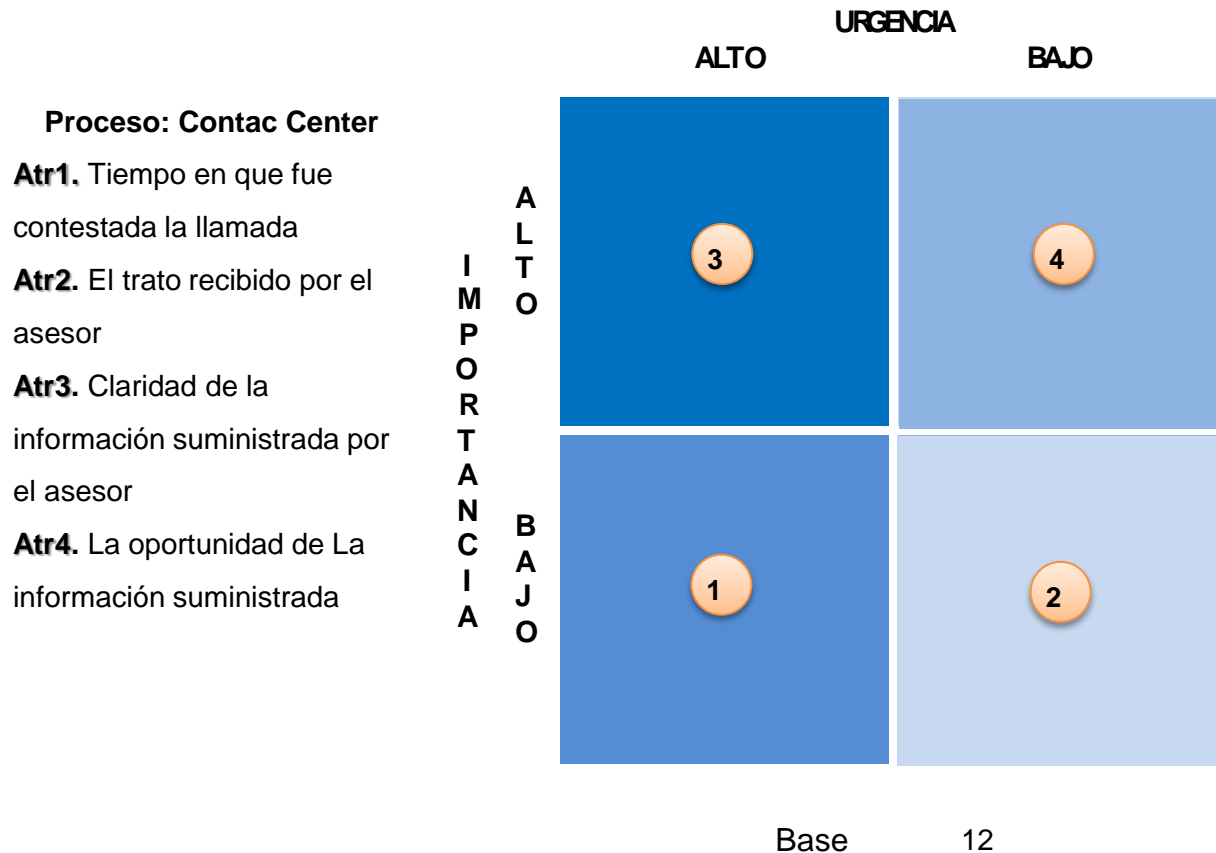 URGENCIA
ALTO BAJO
Proceso: Contac Center
Atr1. Tiempo en que fue
contestada la llamada
Atr2. El trato recibido por el
asesor
Atr3. Claridad de la
información suministrada por
el asesor
Atr4. La oportunidad de La
información suministrada
IMPORTANCIA
ALTO
BAJO
3 4
1 2
Base 12